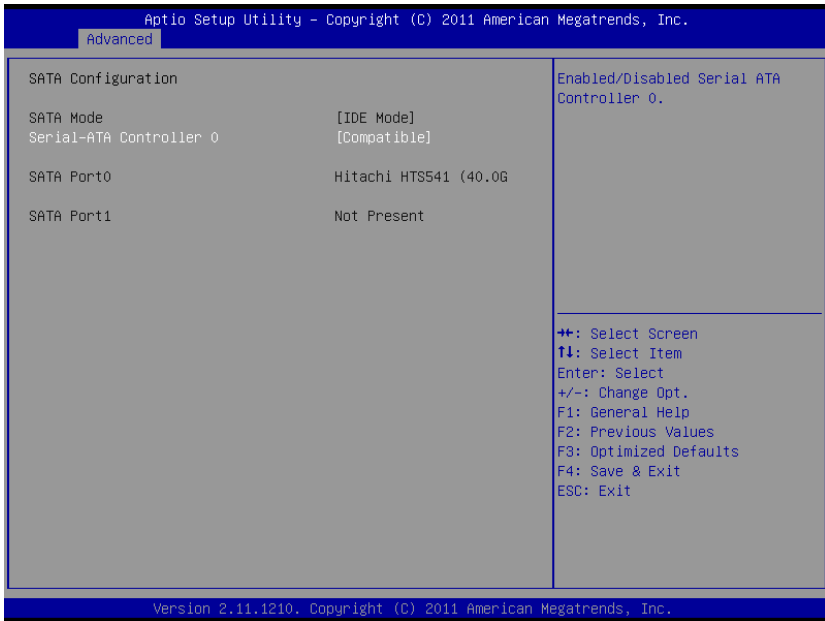 Aptio Setup Utility – Copyright (C) 2011 American Megatrends, Inc.
Advanced
SATA Configuration
SATA Mode [IDE Mode]
Serial-ATA Controller 0 [Compatible]
SATA Port0 Hitachi HTS541 (40.0G
SATA Port1 Not Present
Enabled/Disabled Serial ATA
Controller 0.
→←: Select Screen
↑↓: Select Item
Enter: Select
+/-: Change Opt.
F1: General Help
F2: Previous Values
F3: Optimized Defaults
F4: Save & Exit
ESC: Exit
Version 2.11.1210. Copyright (C) 2011 American Megatrends, Inc.